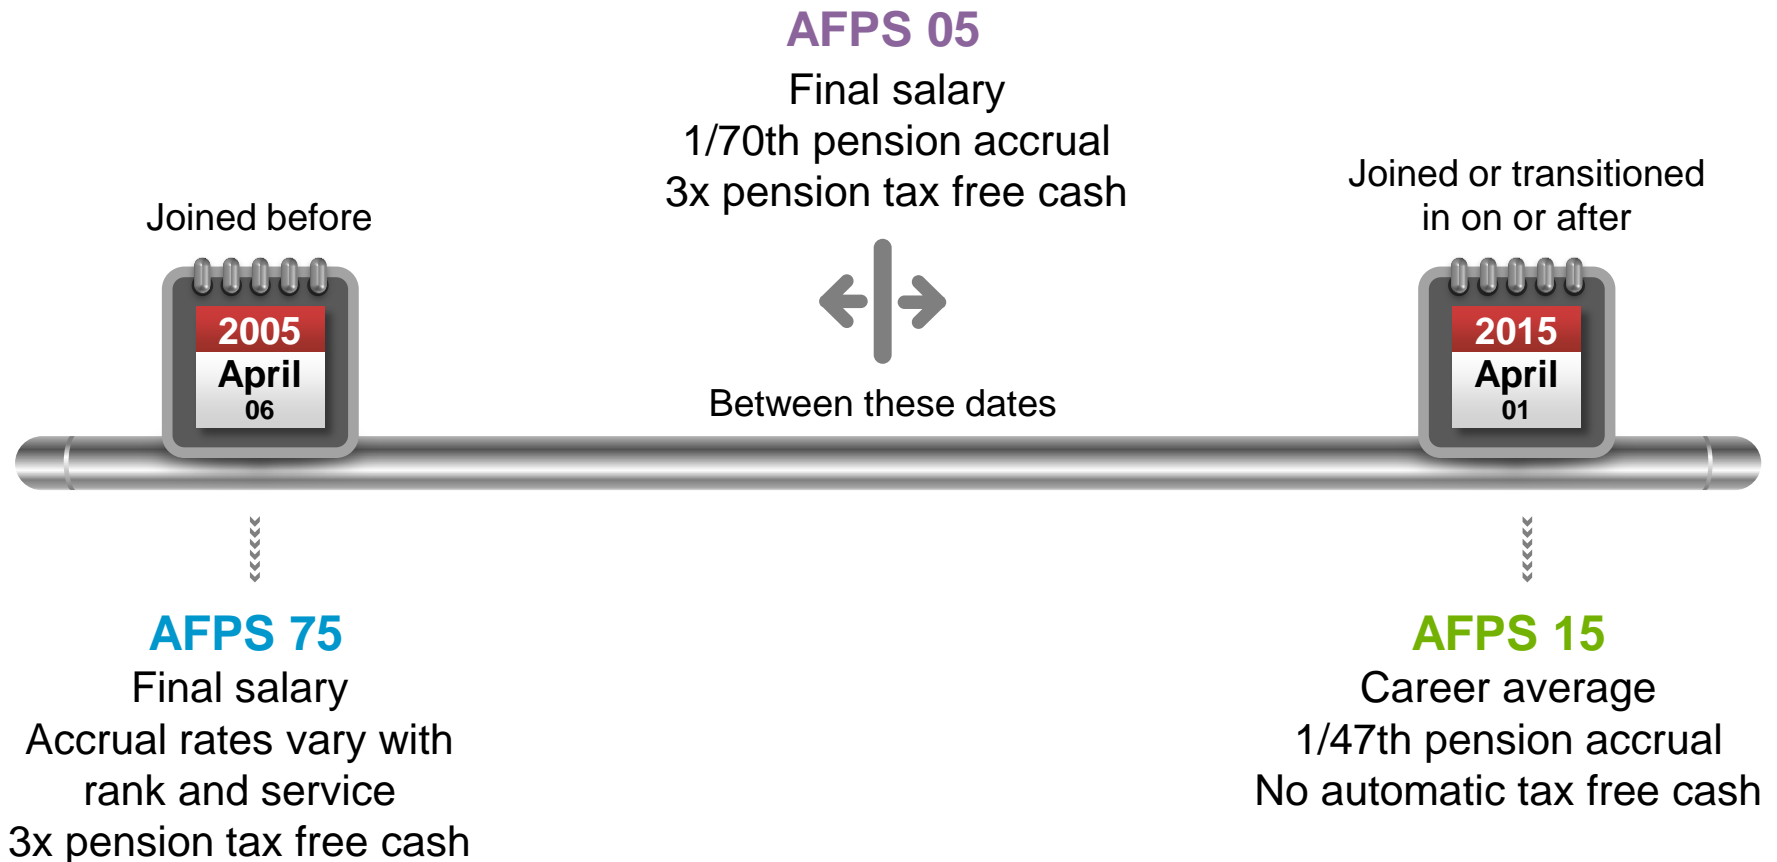 AFPS 05
Final salary
1/70th pension accrual
3x pension tax free cash
Joined before
2005
April
06
Between these dates
Joined or transitioned
in on or after
2015
April
01
AFPS 75
Final salary
Accrual rates vary with
rank and service
3x pension tax free cash
AFPS 15
Career average
1/47th pension accrual
No automatic tax free cash